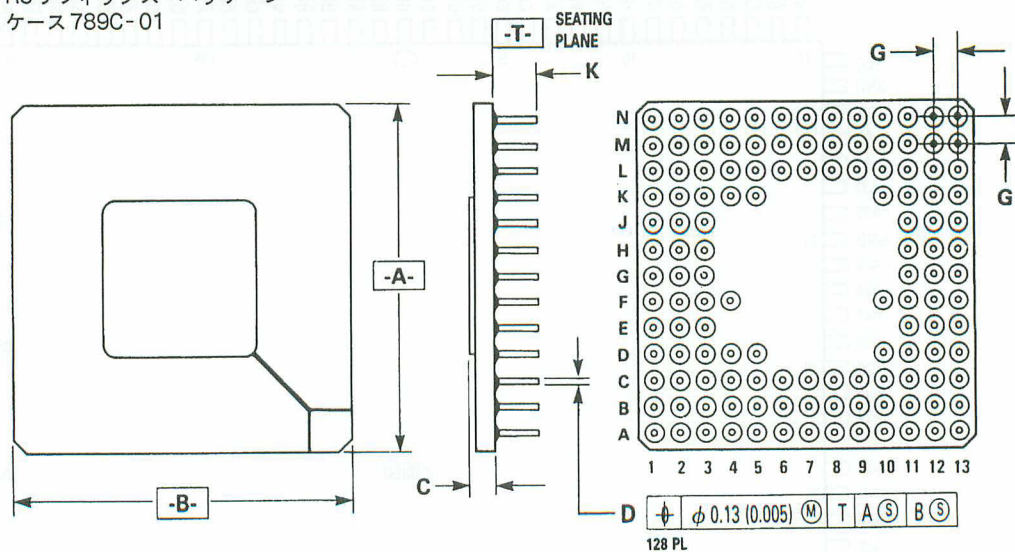 ケース 789C-01
-T-
SEATING
PLANE
K
G
G
-A-
-B-
C
N
M
L
K
J
H
G
F
E
D
C
B
A
1 2 3 4 5 6 7 8 9 10 11 12 13
D ⌖ φ 0.13 (0.005) Ⓜ T A Ⓢ B Ⓢ
128 PL